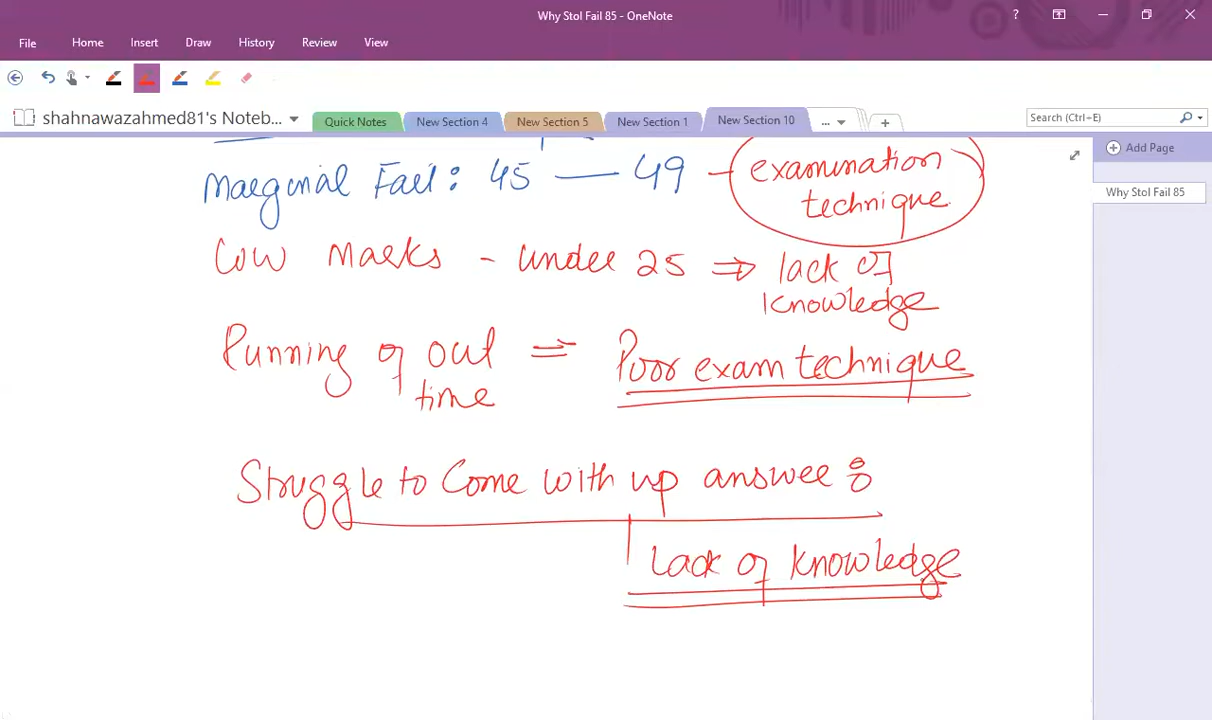 Why Stol Fail 85 - OneNote
File Home Insert Draw History Review View
shahnawazahmed81's Noteb... Quick Notes New Section 4 New Section 5 New Section 1 New Section 10 ... Search (Ctrl+E)
Add Page
Why Stol Fail 85
Marginal Fail: 45 — 49 - examination
technique
Low Marks - under 25 ⇒ lack of
knowledge
Running of out = Poor exam technique
time
Struggle to Come with up answer :
Lack of knowledge